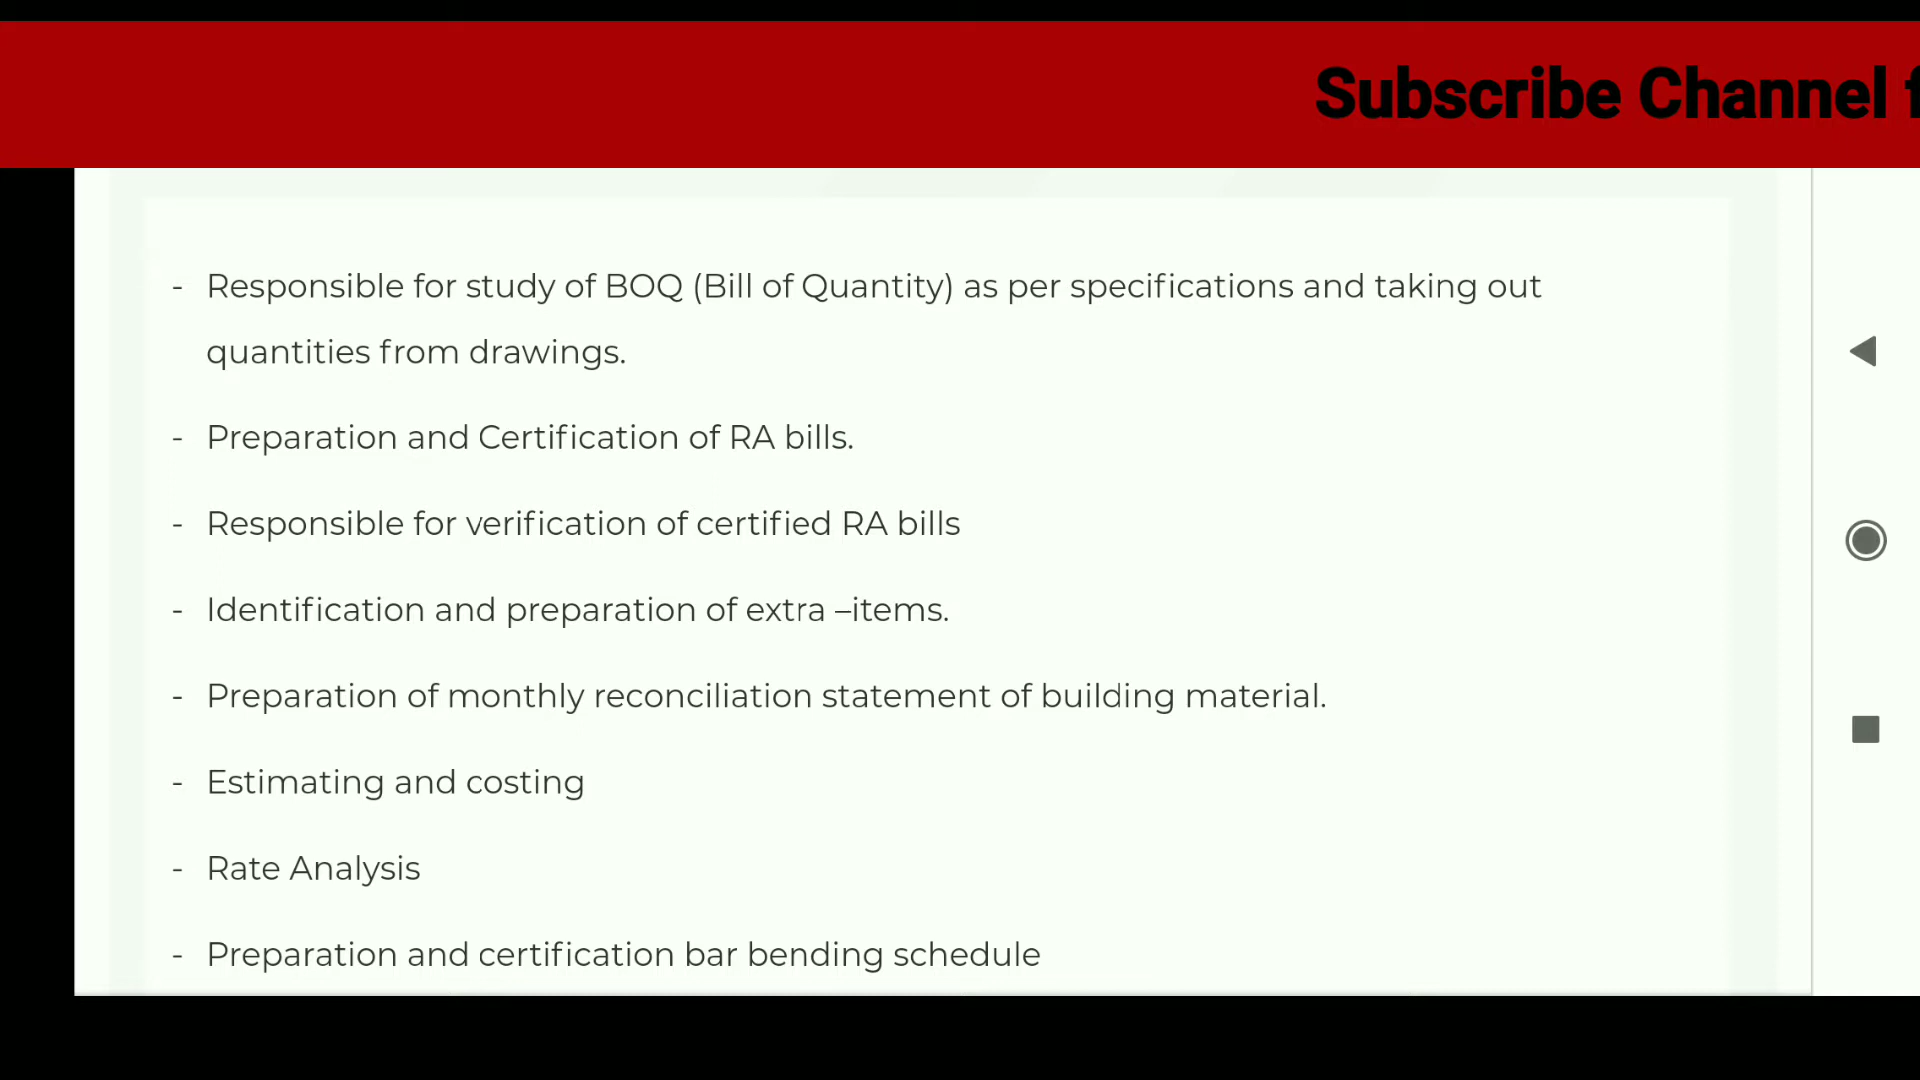 Subscribe Channel f
- Responsible for study of BOQ (Bill of Quantity) as per specifications and taking out
quantities from drawings.
- Preparation and Certification of RA bills.
- Responsible for verification of certified RA bills
- Identification and preparation of extra –items.
- Preparation of monthly reconciliation statement of building material.
- Estimating and costing
- Rate Analysis
- Preparation and certification bar bending schedule